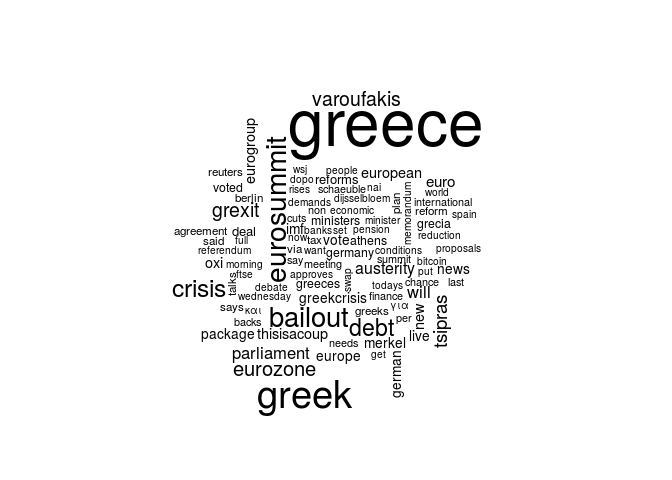 varoufakis
greece
eurogroup
eurosummit
reuters
wsj
people
european
dopo
reforms
voted
rises
schaeuble
nai
euro
berlin
world
demands
dijsselbloem
plan
memorandum
international
grexit
non
economic
reform
spain
cuts
ministers
minister
grecia
agreement
deal
imf
banks
set
pension
reduction
said
full
now
tax
vote
athens
referendum
via
want
germany
conditions
proposals
oxi
morning
say
meeting
summit
bitcoin
talks
ftse
approves
swap
austerity
put
news
crisis
debate
greeces
todays
chance
last
wednesday
greekcrisis
finance
will
says
και
bailout
greeks
για
new
tsipras
backs
debt
per
package
thisisacoup
needs
merkel
live
parliament
europe
get
german
eurozone
greek